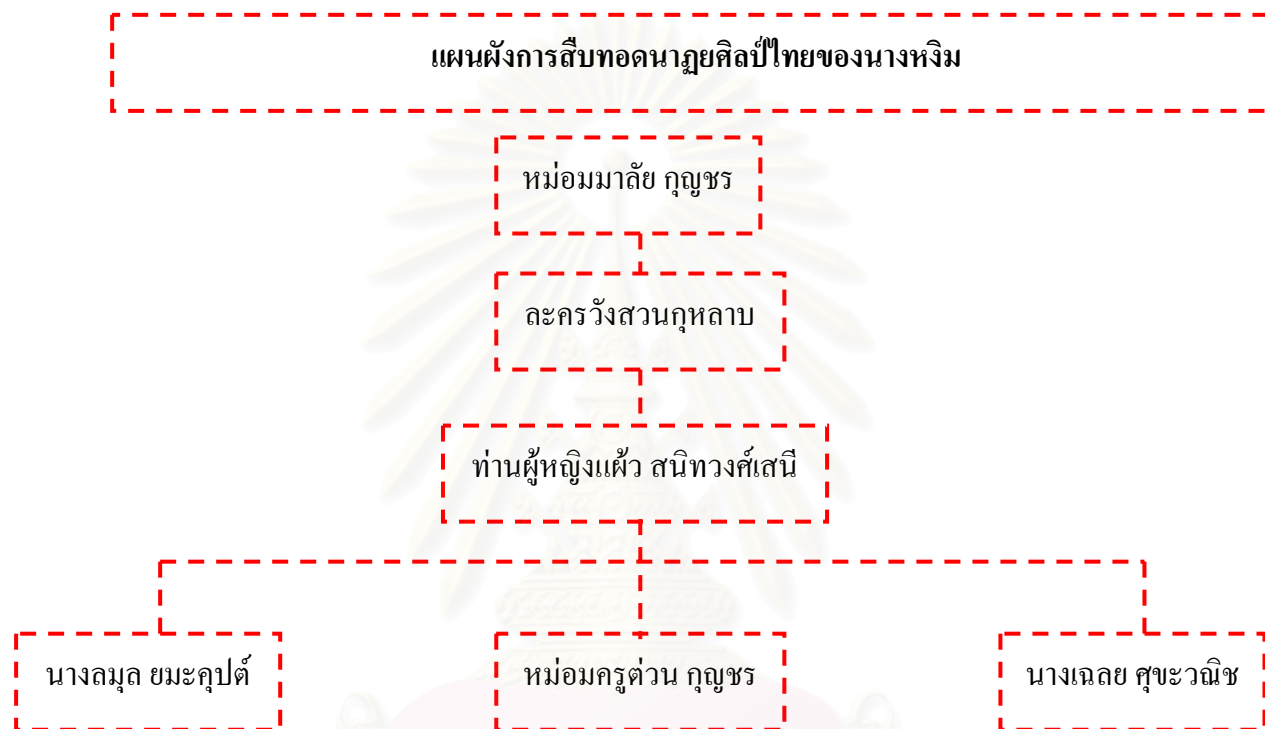 แผนผังการสืบทอดนาฏยศิลป์ไทยของนางหงิม
หม่อมมาลัย กุญชร
ละครวังสวนกุหลาบ
ท่านผู้หญิงแผ้ว สนิทวงศ์เสนี
นางลมุล ยมะคุปต์
หม่อมครูต่วน กุญชร
นางเฉลย ศุขะวณิช